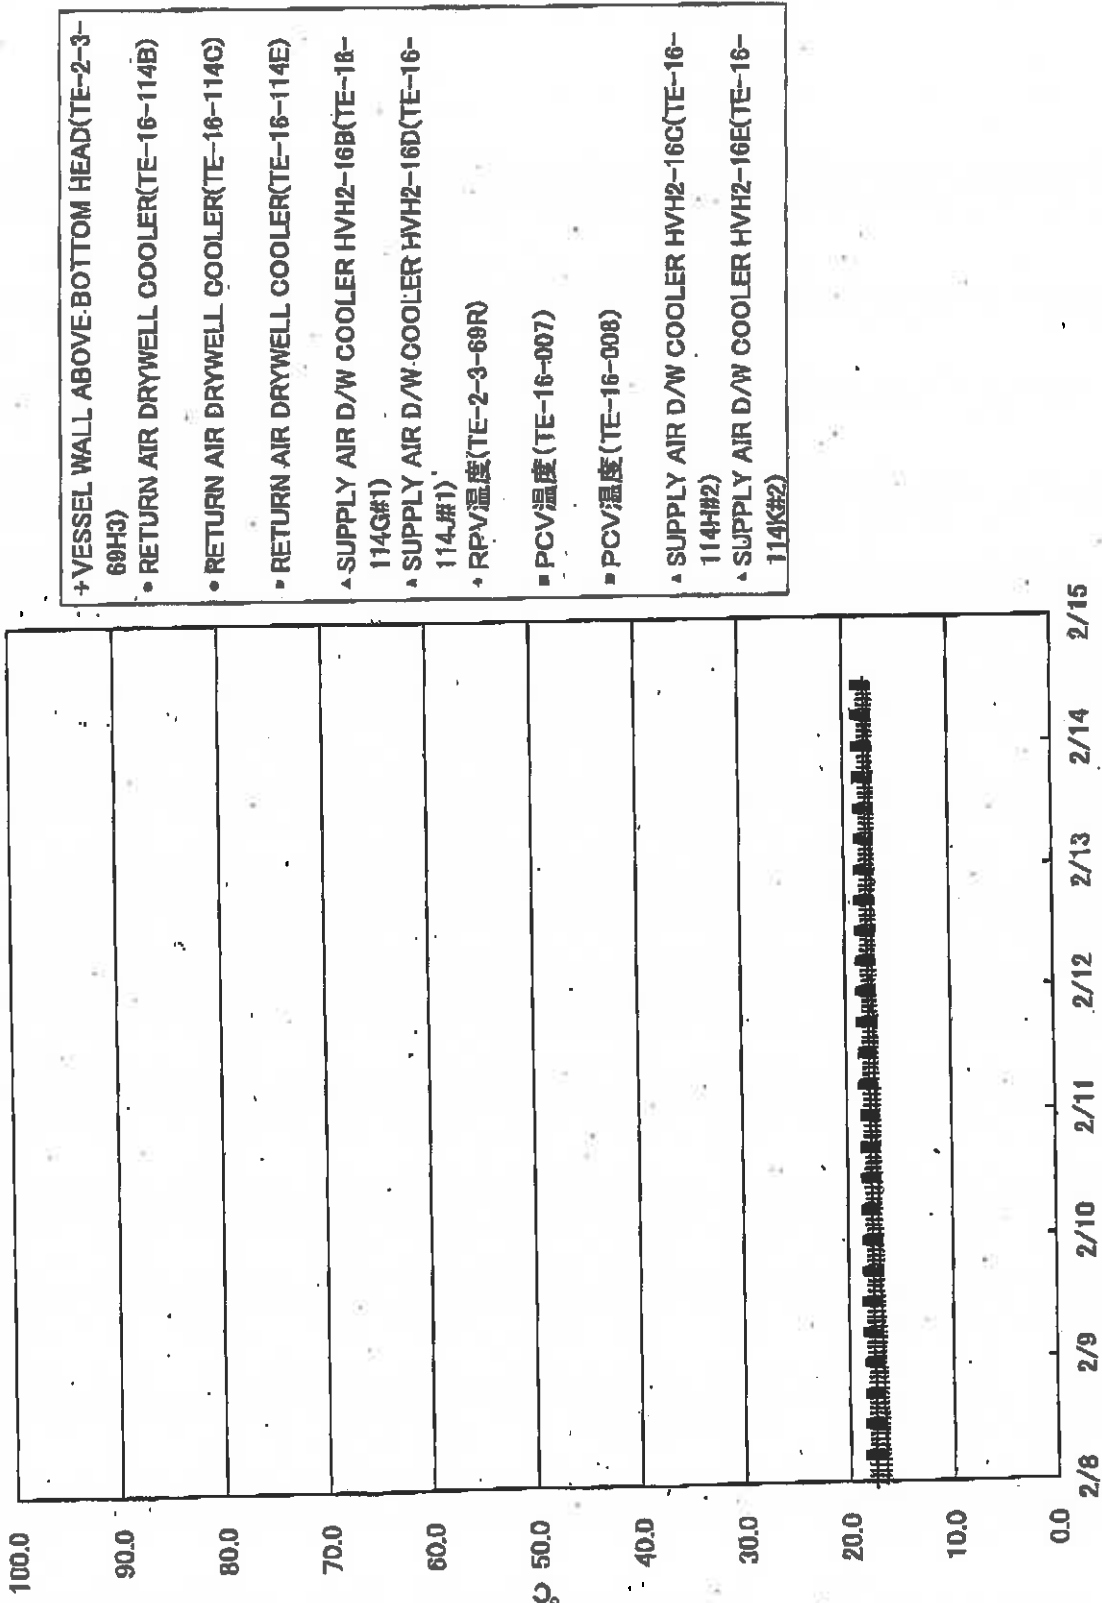 100.0
90.0
80.0
70.0
60.0
℃ 50.0
40.0
30.0
20.0
10.0
0.0
2/8
2/9
2/10
2/11
2/12
2/13
2/14
2/15
+VESSEL WALL ABOVE BOTTOM HEAD(TE-2-3-
69H3)
RETURN AIR DRYWELL COOLER(TE-16-114B)
RETURN AIR DRYWELL COOLER(TE-16-114C)
RETURN AIR DRYWELL COOLER(TE-16-114E)
SUPPLY AIR D/W COOLER HVH2-16B(TE-16-
114G#1)
SUPPLY AIR D/W COOLER HVH2-16D(TE-16-
114J#1)
RPV温度(TE-2-3-69R)
PCV温度(TE-16-007)
PCV温度(TE-16-008)
SUPPLY AIR D/W COOLER HVH2-16C(TE-16-
114H#2)
SUPPLY AIR D/W COOLER HVH2-16E(TE-16-
114K#2)